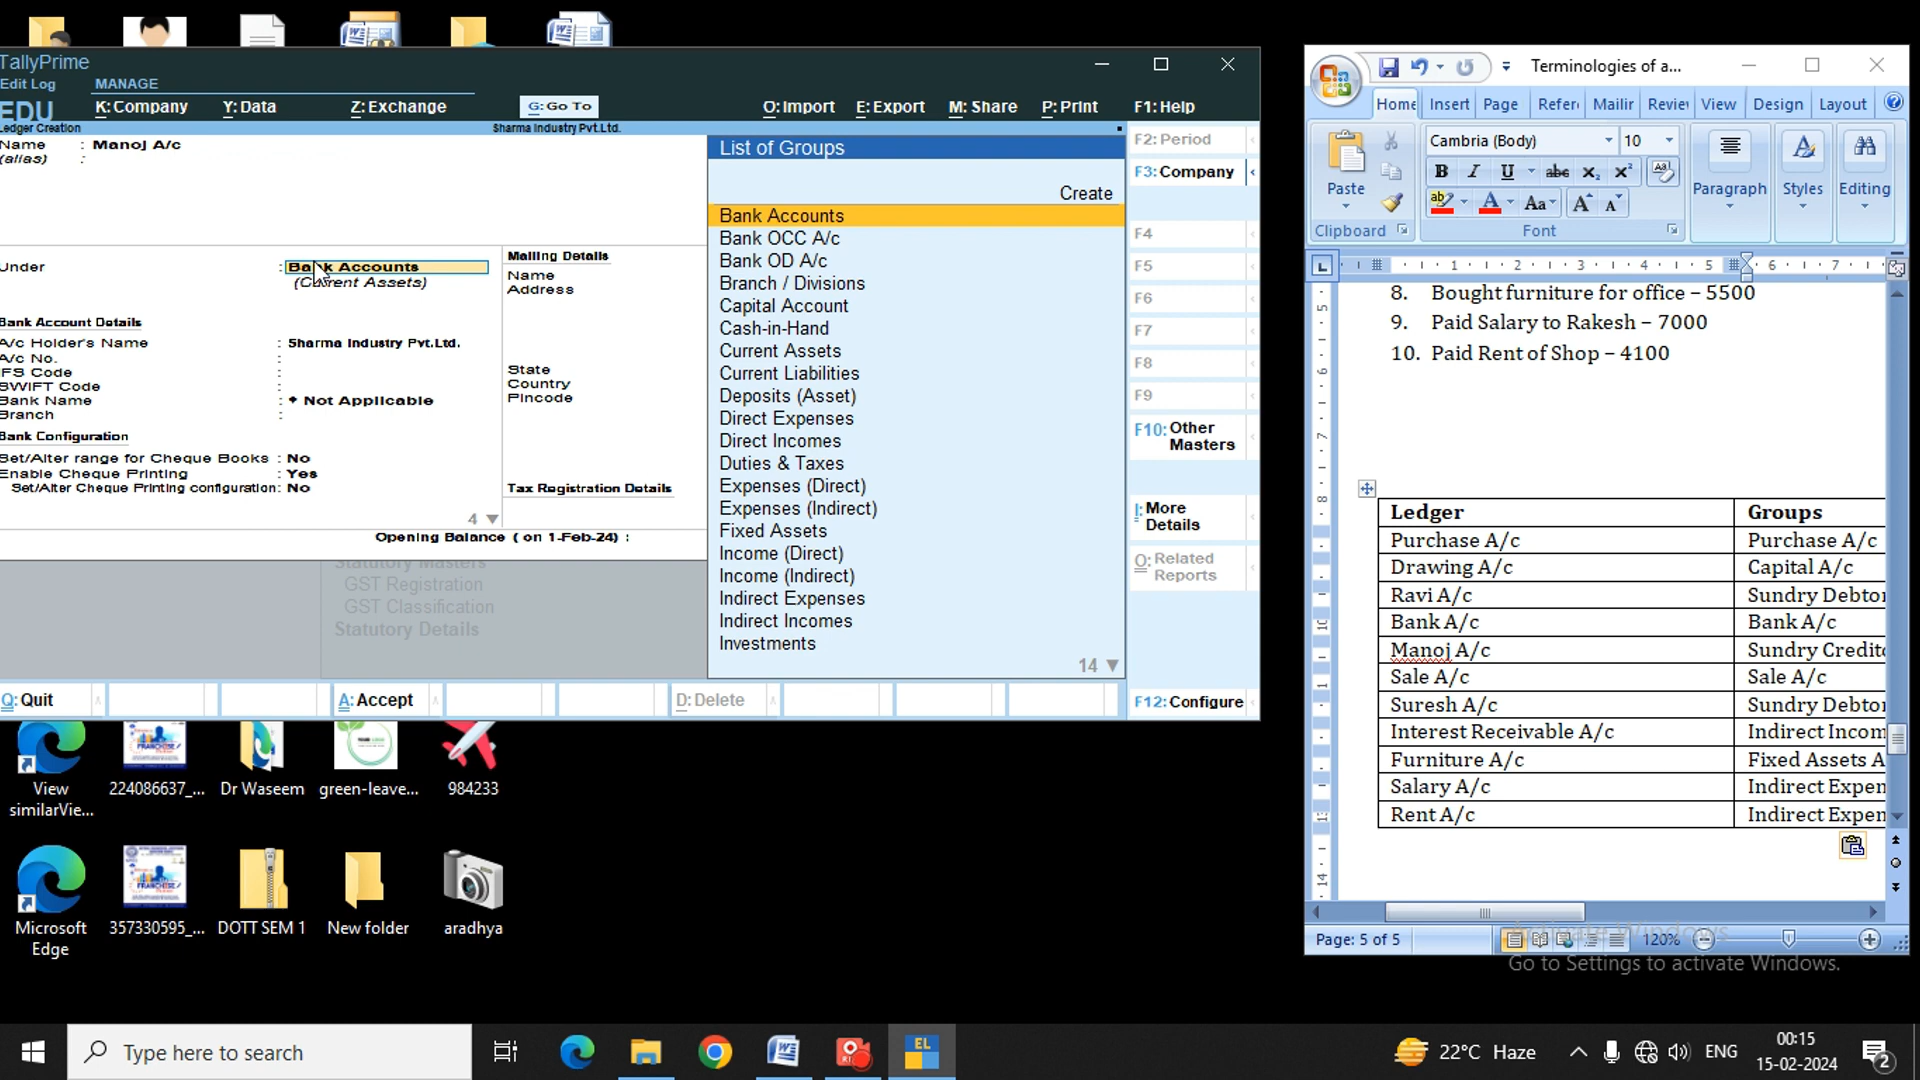 TallyPrime
Edit Log
EDU
MANAGE
K:Company
Y:Data
Z:Exchange
G:Go To
O:Import
E:Export
M:Share
P:Print
F1:Help
Ledger Creation
Sharma Industry Pvt.Ltd.
Name : Manoj A/c
(alias) :
Under : Bank Accounts
(Current Assets)
Bank Account Details
A/c Holder's Name : Sharma Industry Pvt.Ltd.
A/c No. :
IFS Code :
SWIFT Code :
Bank Name : ♦ Not Applicable
Branch :
Bank Configuration
Set/Alter range for Cheque Books : No
Enable Cheque Printing : Yes
Set/Alter Cheque Printing configuration: No
4 ▼
Mailing Details
Name
Address
State
Country
Pincode
Tax Registration Details
Opening Balance ( on 1-Feb-24) :
Statutory Masters
GST Registration
GST Classification
Statutory Details
List of Groups
Create
Bank Accounts
Bank OCC A/c
Bank OD A/c
Branch / Divisions
Capital Account
Cash-in-Hand
Current Assets
Current Liabilities
Deposits (Asset)
Direct Expenses
Direct Incomes
Duties & Taxes
Expenses (Direct)
Expenses (Indirect)
Fixed Assets
Income (Direct)
Income (Indirect)
Indirect Expenses
Indirect Incomes
Investments
14 ▼
F2: Period
F3: Company
F4
F5
F6
F7
F8
F9
F10: Other Masters
I: More Details
O: Related Reports
F12: Configure
Q: Quit
A: Accept
D: Delete
View similarVie...
224086637_...
Dr Waseem
green-leave...
984233
Microsoft Edge
357330595_...
DOTT SEM 1
New folder
aradhya
Terminologies of a...
Home
Insert
Page
Refer
Mailir
Revie
View
Design
Layout
Paste
Clipboard
Cambria (Body)
10
Font
Paragraph
Styles
Editing
8. Bought furniture for office – 5500
9. Paid Salary to Rakesh – 7000
10. Paid Rent of Shop – 4100
Ledger Groups
Purchase A/c Purchase A/c
Drawing A/c Capital A/c
Ravi A/c Sundry Debtor
Bank A/c Bank A/c
Manoj A/c Sundry Credito
Sale A/c Sale A/c
Suresh A/c Sundry Debtor
Interest Receivable A/c Indirect Incom
Furniture A/c Fixed Assets A
Salary A/c Indirect Expen
Rent A/c Indirect Expen
Page: 5 of 5
120%
Activate Windows
Go to Settings to activate Windows.
Type here to search
22°C Haze
ENG
00:15
15-02-2024
2